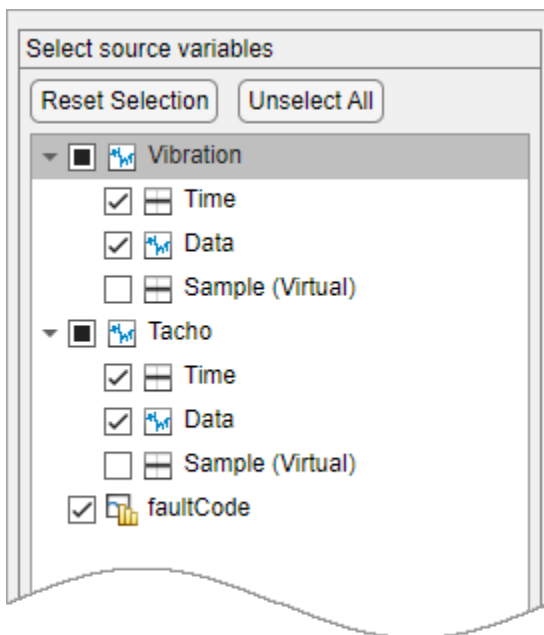 Select source variables
Reset Selection Unselect All
Vibration
Time
Data
Sample (Virtual)
Tacho
Time
Data
Sample (Virtual)
faultCode